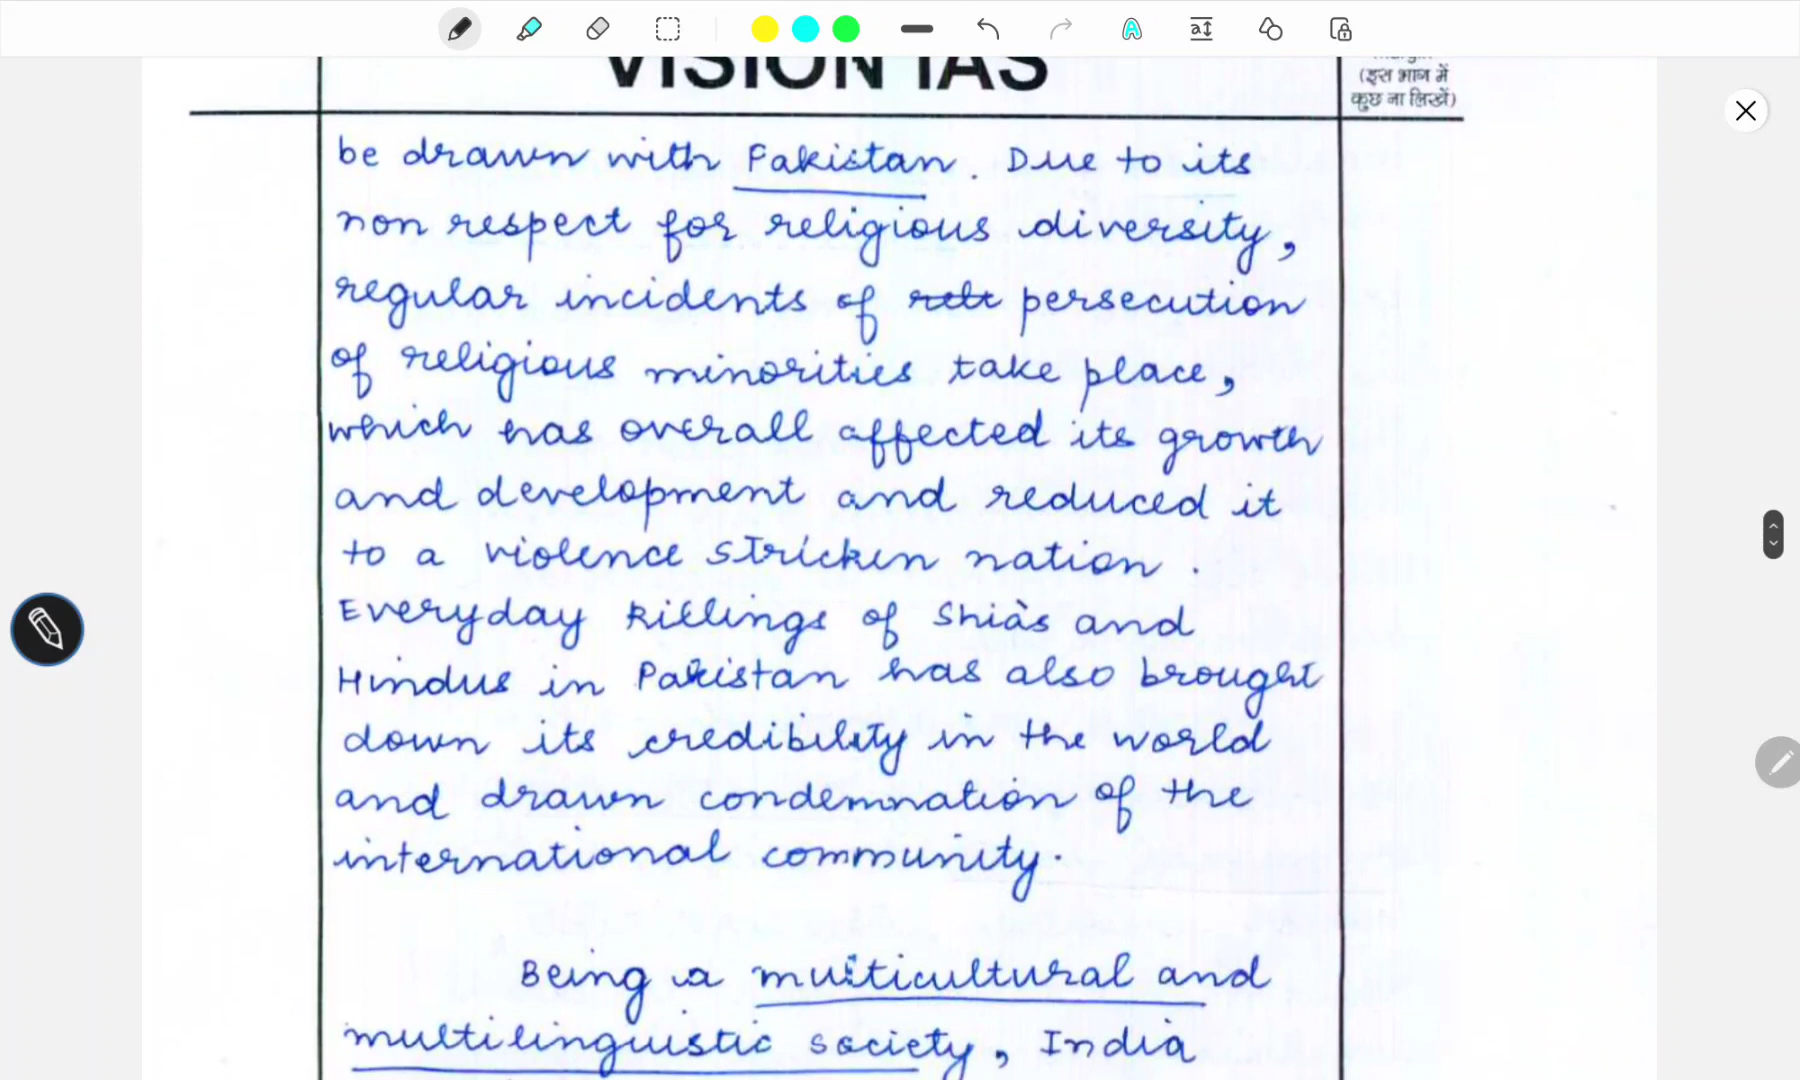 VISION IAS
(इस भाग में
कुछ ना लिखें)
be drawn with Pakistan. Due to its
non respect for religious diversity,
regular incidents of persecution
of religious minorities take place,
which has overall affected its growth
and development and reduced it
to a violence stricken nation.
Everyday killings of Shia's and
Hindus in Pakistan has also brought
down its credibility in the world
and drawn condemnation of the
international community.
Being a multicultural and
multilinguistic society, India